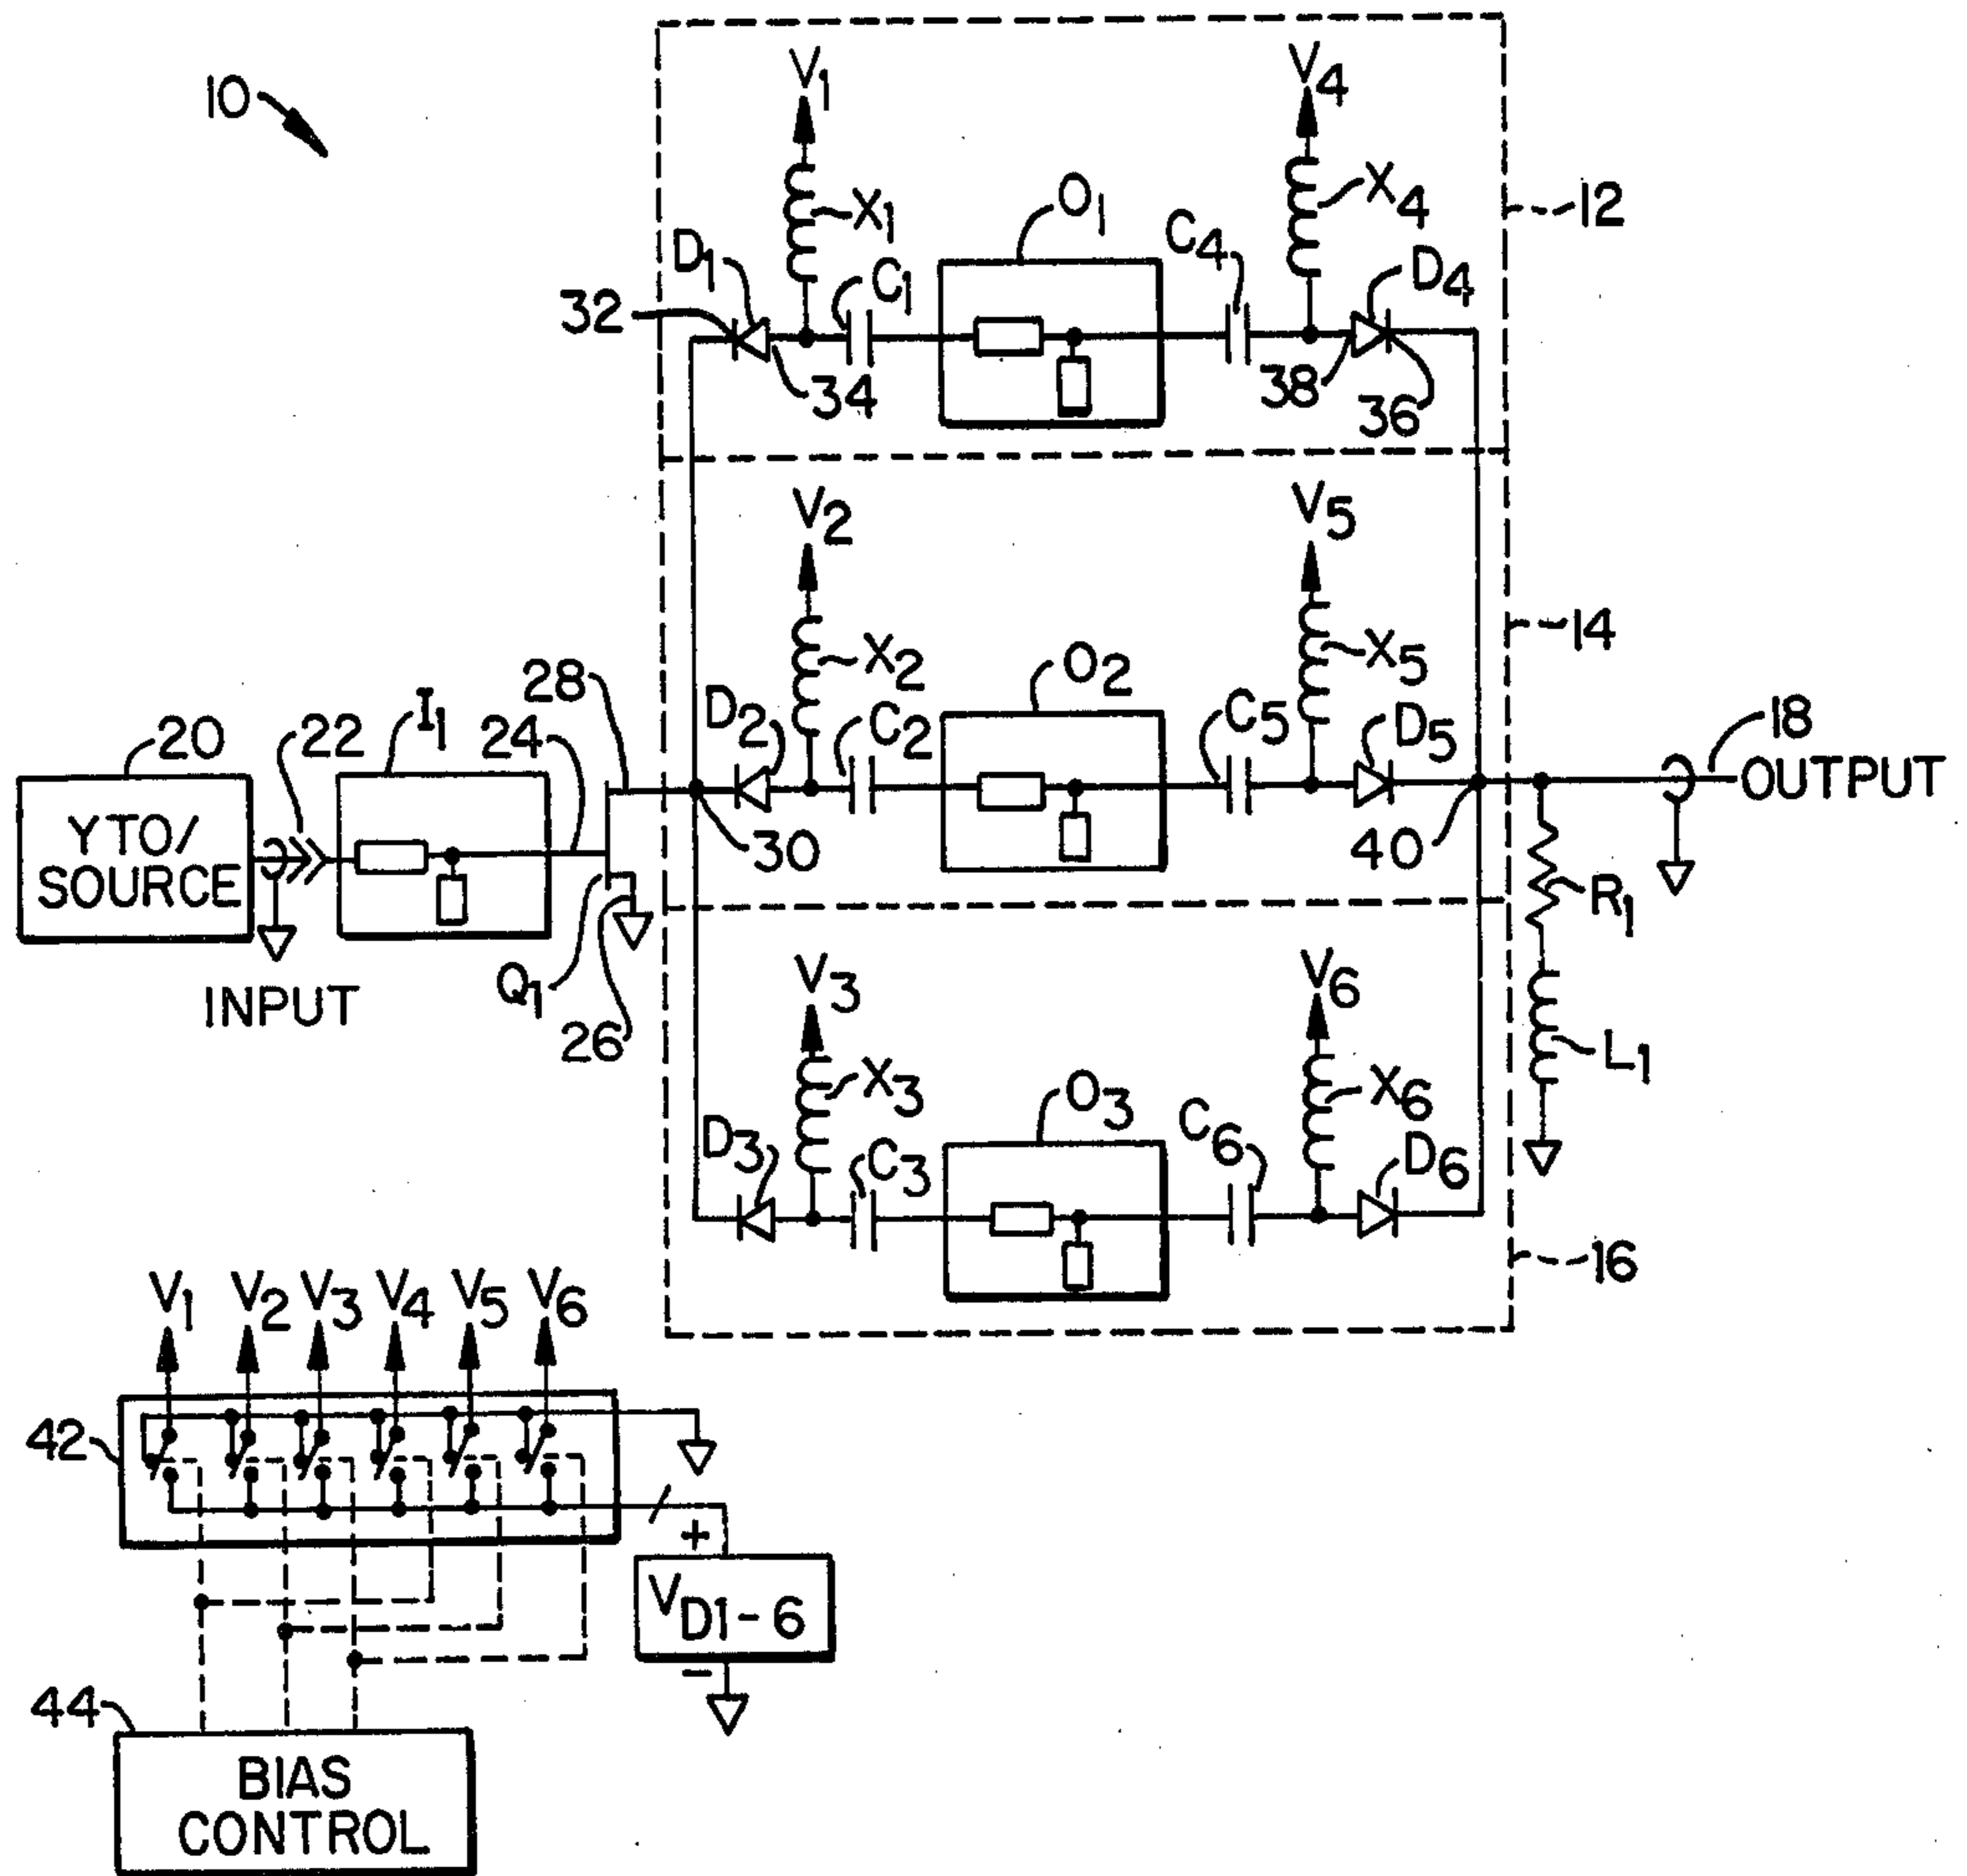 10
V1
V4
X1
O1
C4
X4
12
D1
C1
D4
32
34
38
36
V2
V5
28
X2
O2
X5
14
20
22
I1
24
D2
C2
C5
D5
18
YTO/
SOURCE
30
40
OUTPUT
R1
INPUT
Q1
26
V3
V6
X3
O3
C6
X6
L1
D3
C3
D6
16
V1 V2 V3 V4 V5 V6
42
+
VD1-6
-
44
BIAS
CONTROL